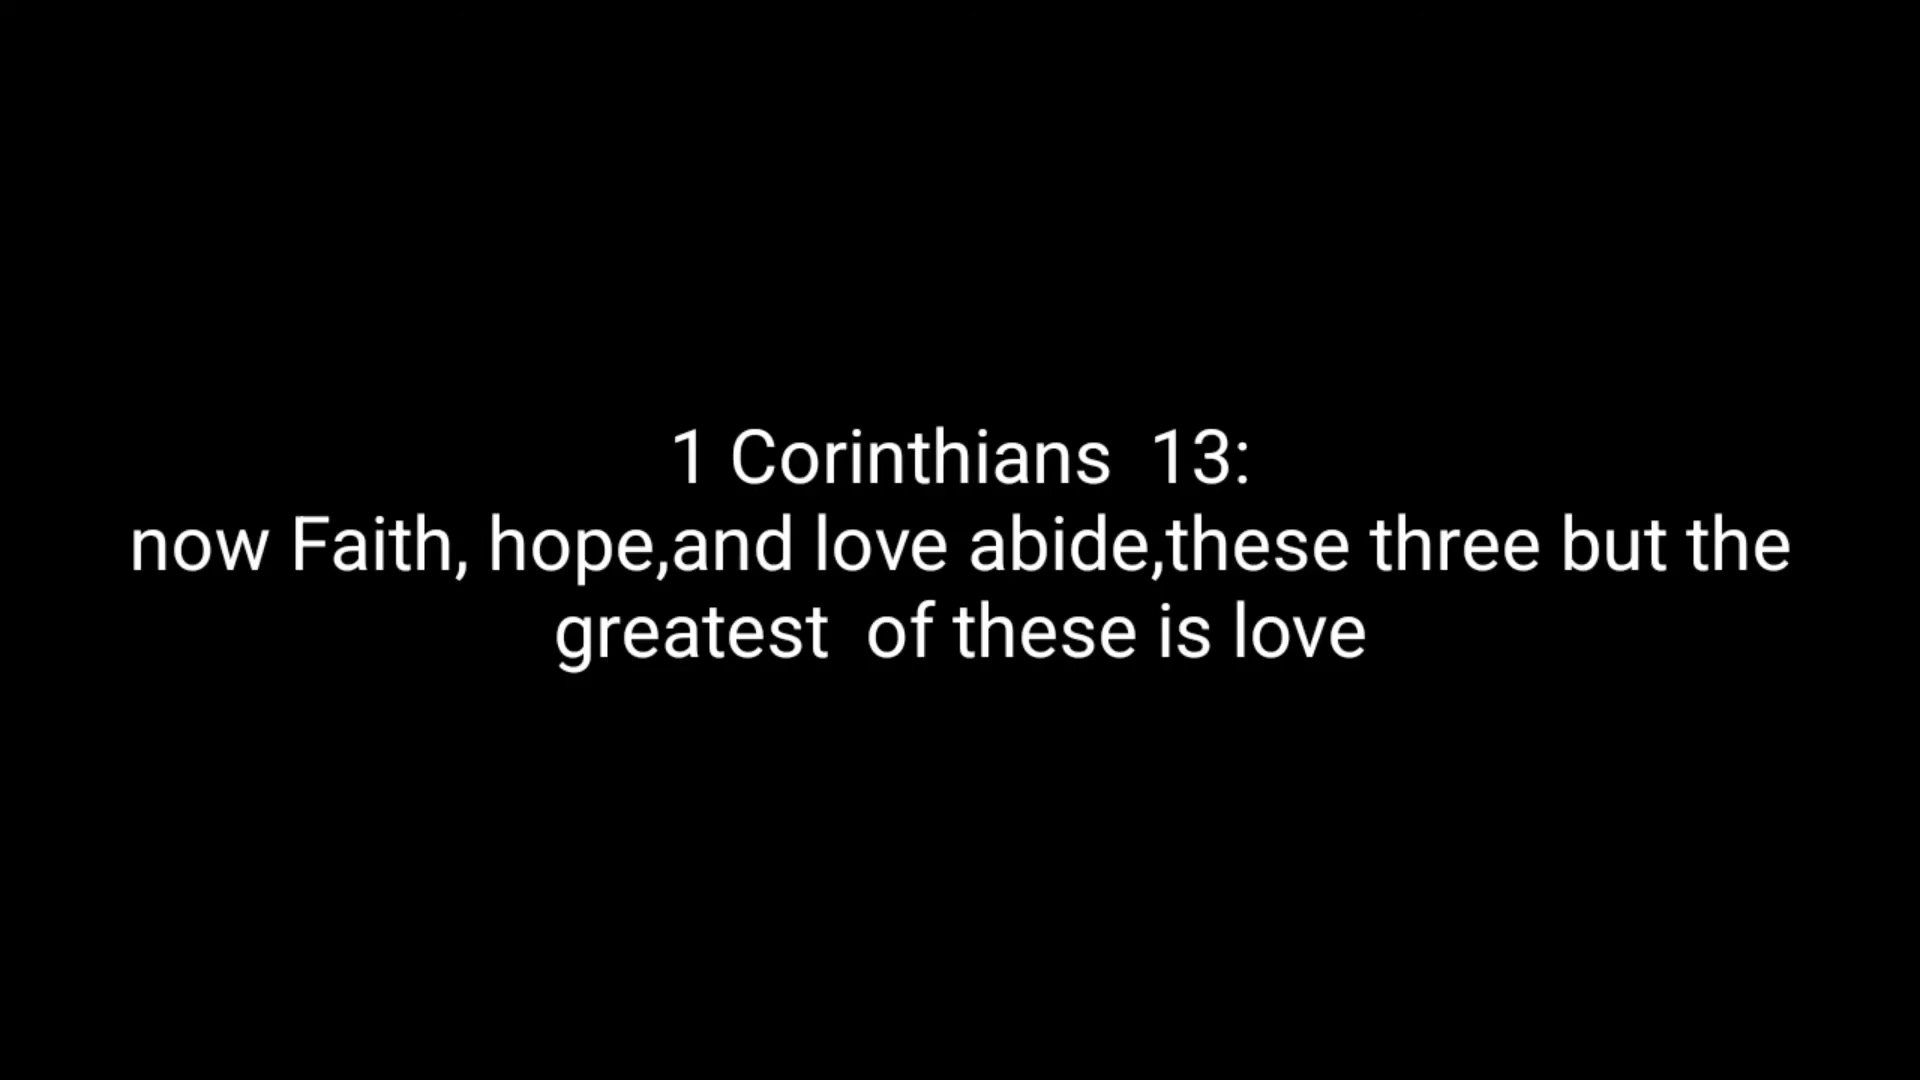 1 Corinthians  13:
now Faith, hope,and love abide,these three but the
greatest  of these is love